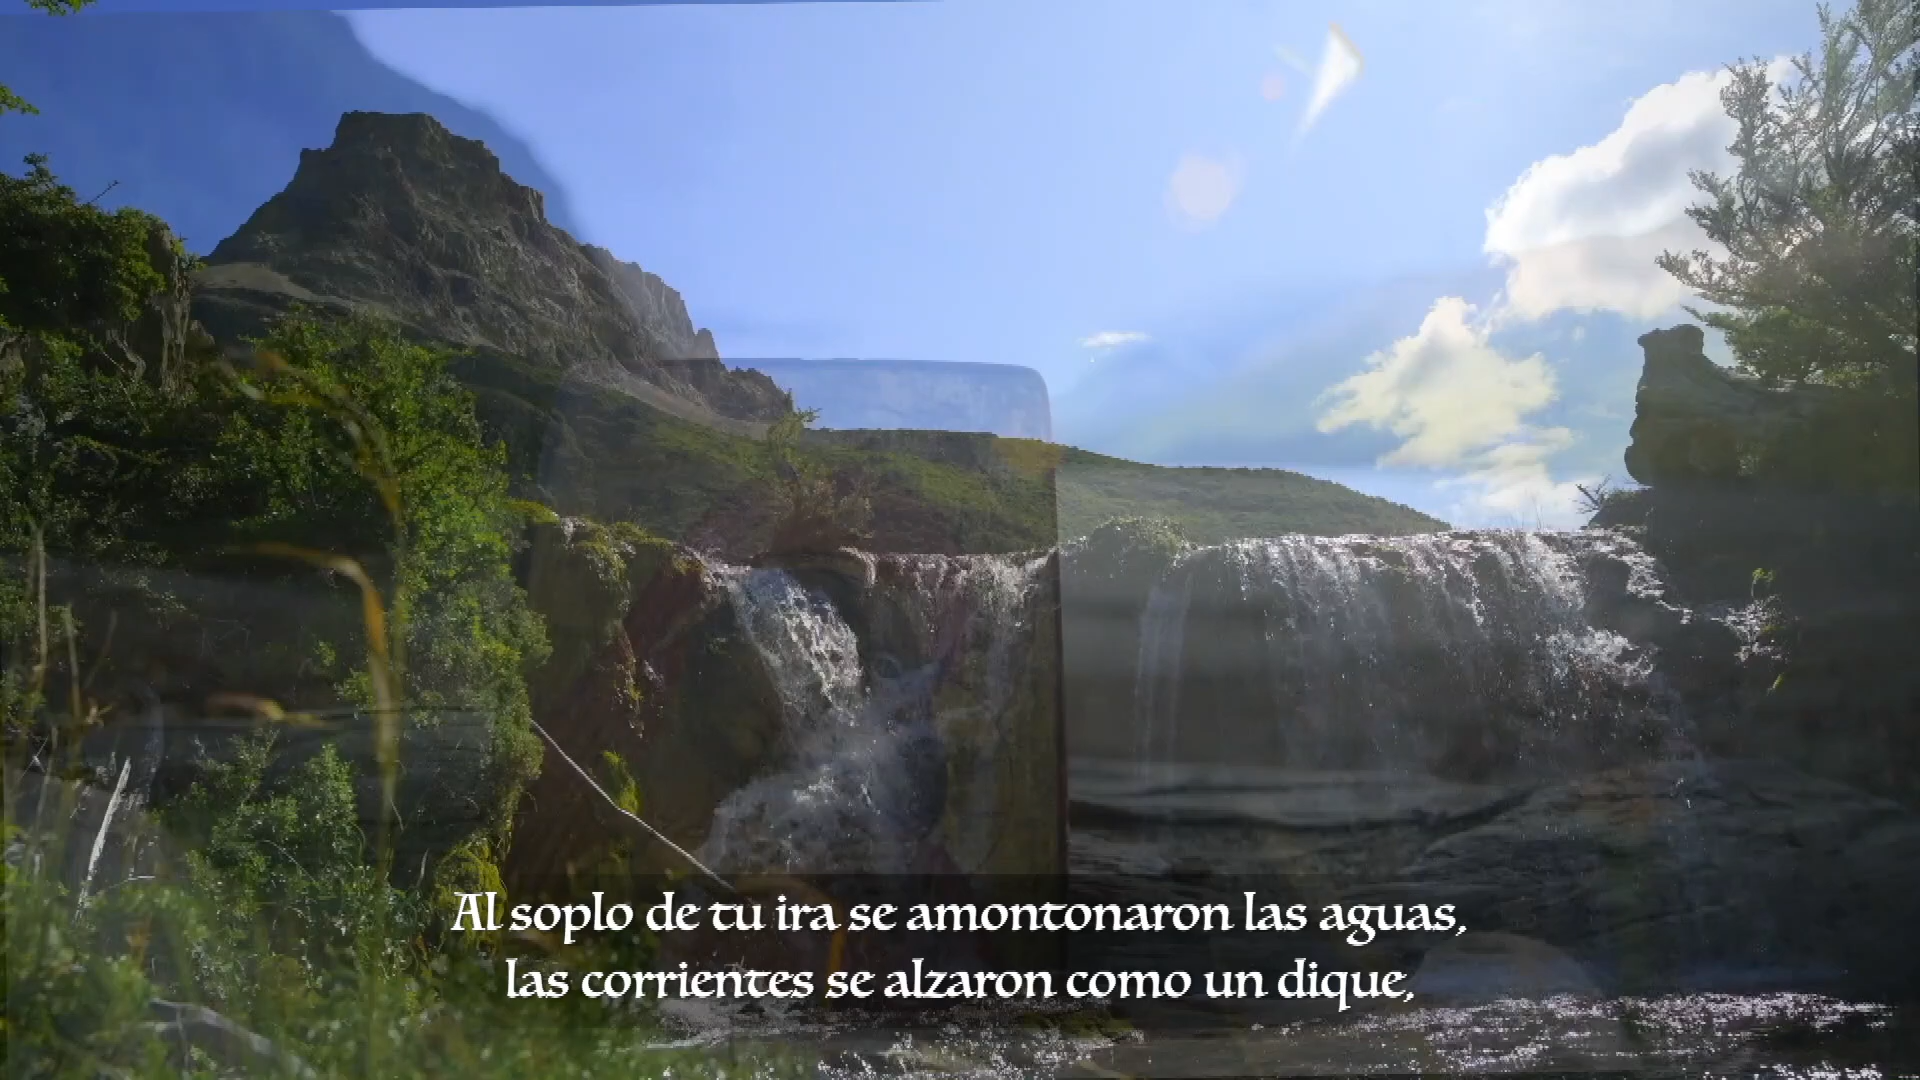 Al soplo de tu ira se amontonaron las aguas,
las corrientes se alzaron como un dique,